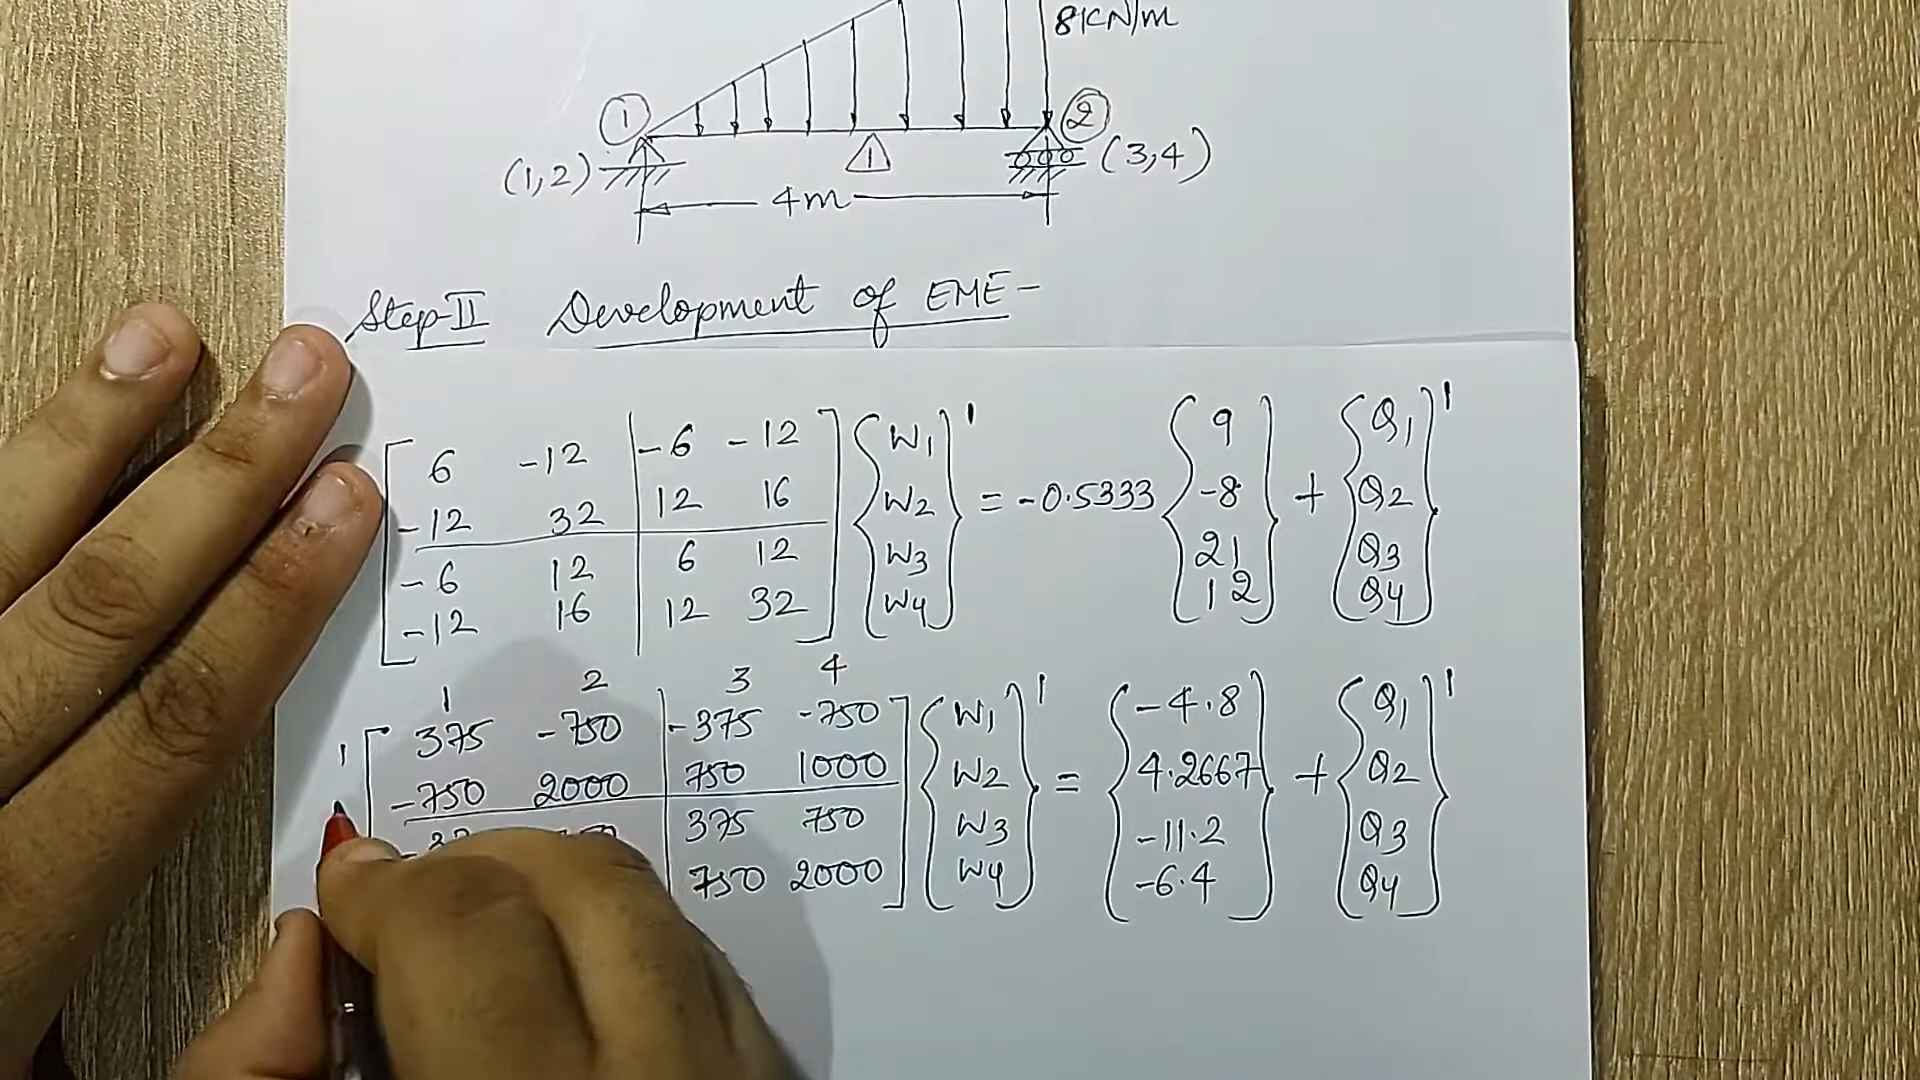 8KN/m
1 2
(1,2) 1 (3,4)
4m
Step-II Development of EME-
6 -12 -6 -12 W1 ' 9 Q1 '
-12 32 12 16 W2 = -0.5333 -8 + Q2
-6 12 6 12 W3 21 Q3
-12 16 12 32 W4 12 Q4
1 2 3 4
1 375 -750 -375 -750 W1 ' -4.8 Q1 '
-750 2000 750 1000 W2 = 4.2667 + Q2
375 750 W3 -11.2 Q3
750 2000 W4 -6.4 Q4